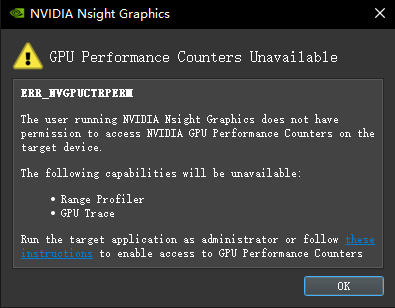 NVIDIA Nsight Graphics
GPU Performance Counters Unavailable
ERR_NVGPUCTRPERM
The user running NVIDIA Nsight Graphics does not have
permission to access NVIDIA GPU Performance Counters on the
target device.
The following capabilities will be unavailable:
• Range Profiler
• GPU Trace
Run the target application as administrator or follow these
instructions to enable access to GPU Performance Counters
OK